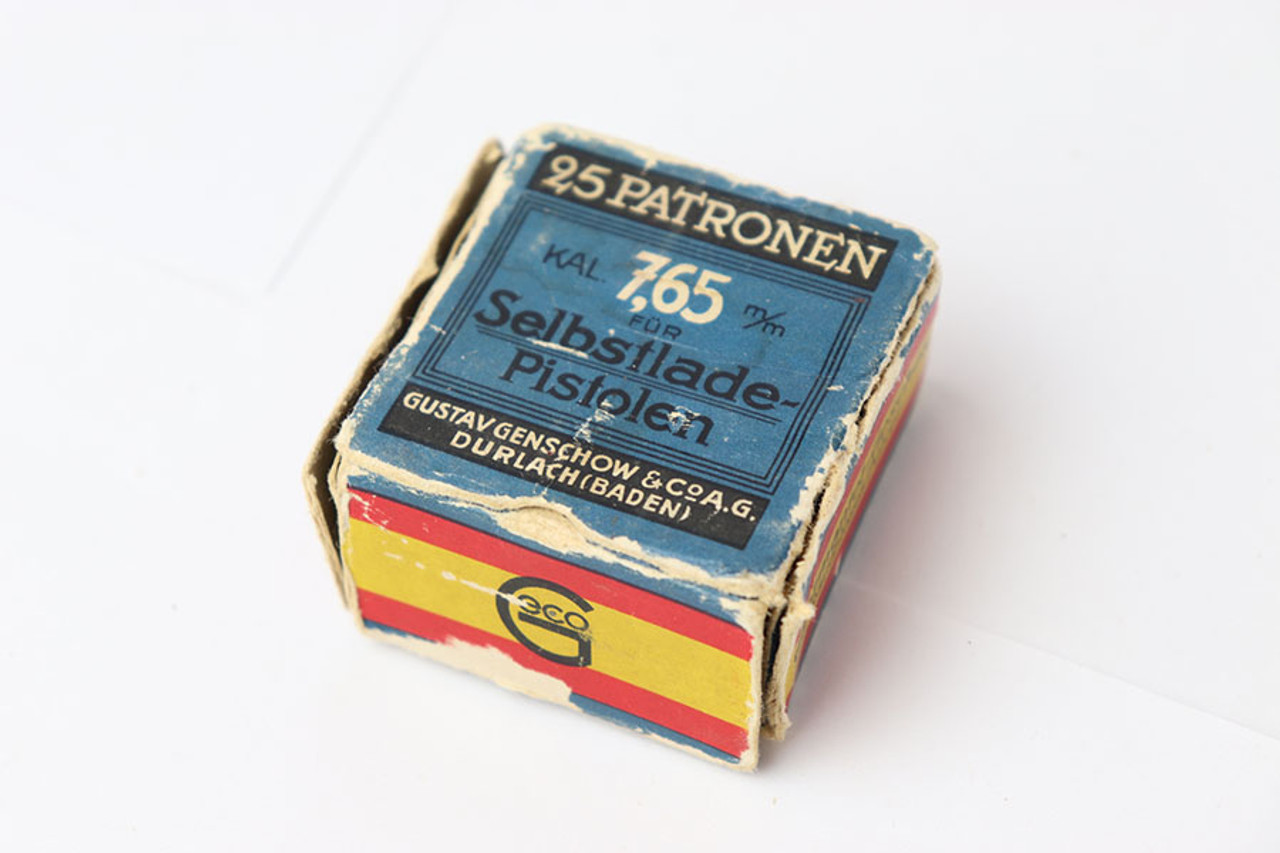 25 PATRONEN
KAL. 7,65 m/m
FÜR
Selbstlade-
Pistolen
GUSTAV GENSCHOW & Co A.G.
DURLACH (BADEN)
Geco